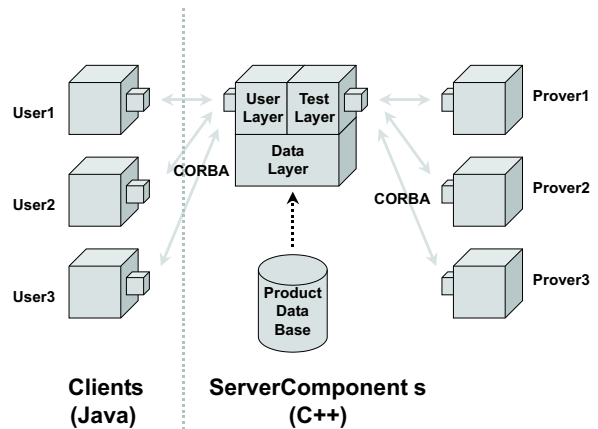 User1
User2
User3
CORBA
User
Layer
Test
Layer
Data
Layer
Product
Data
Base
CORBA
Prover1
Prover2
Prover3
Clients
(Java)
ServerComponent s
(C++)